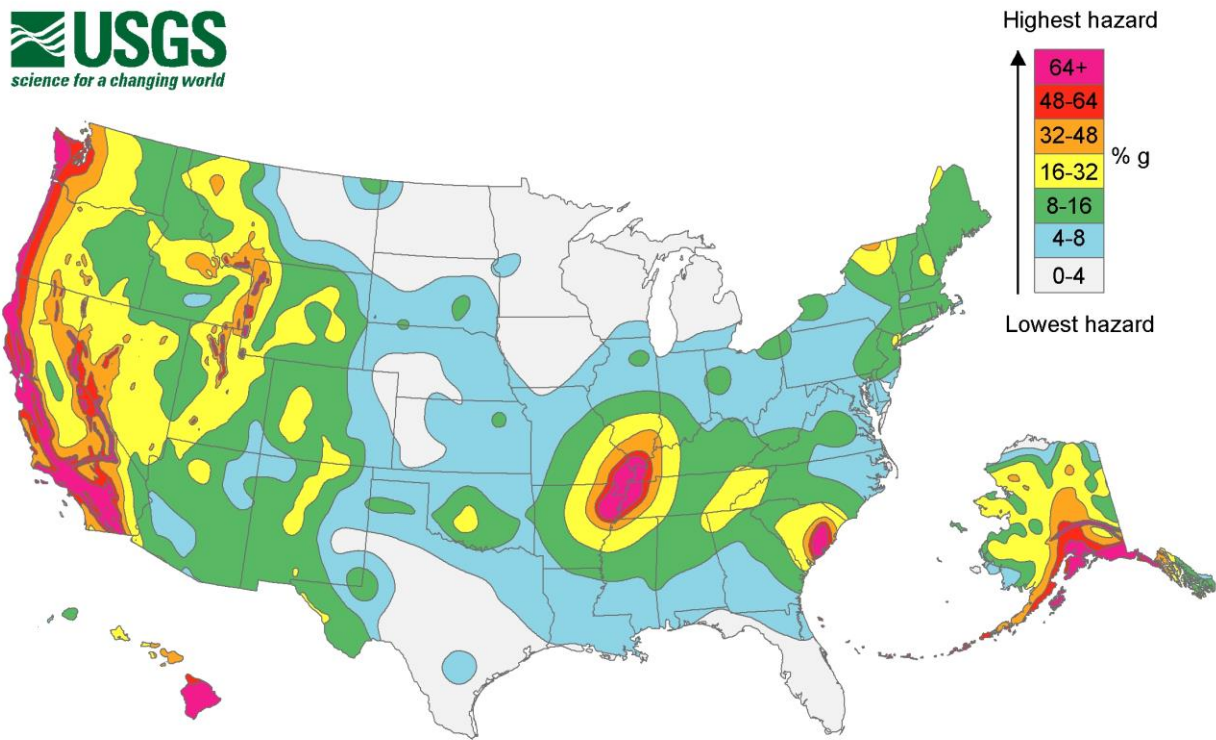 USGS
science for a changing world
Highest hazard
64+
48-64
32-48
16-32
8-16
4-8
0-4
% g
Lowest hazard